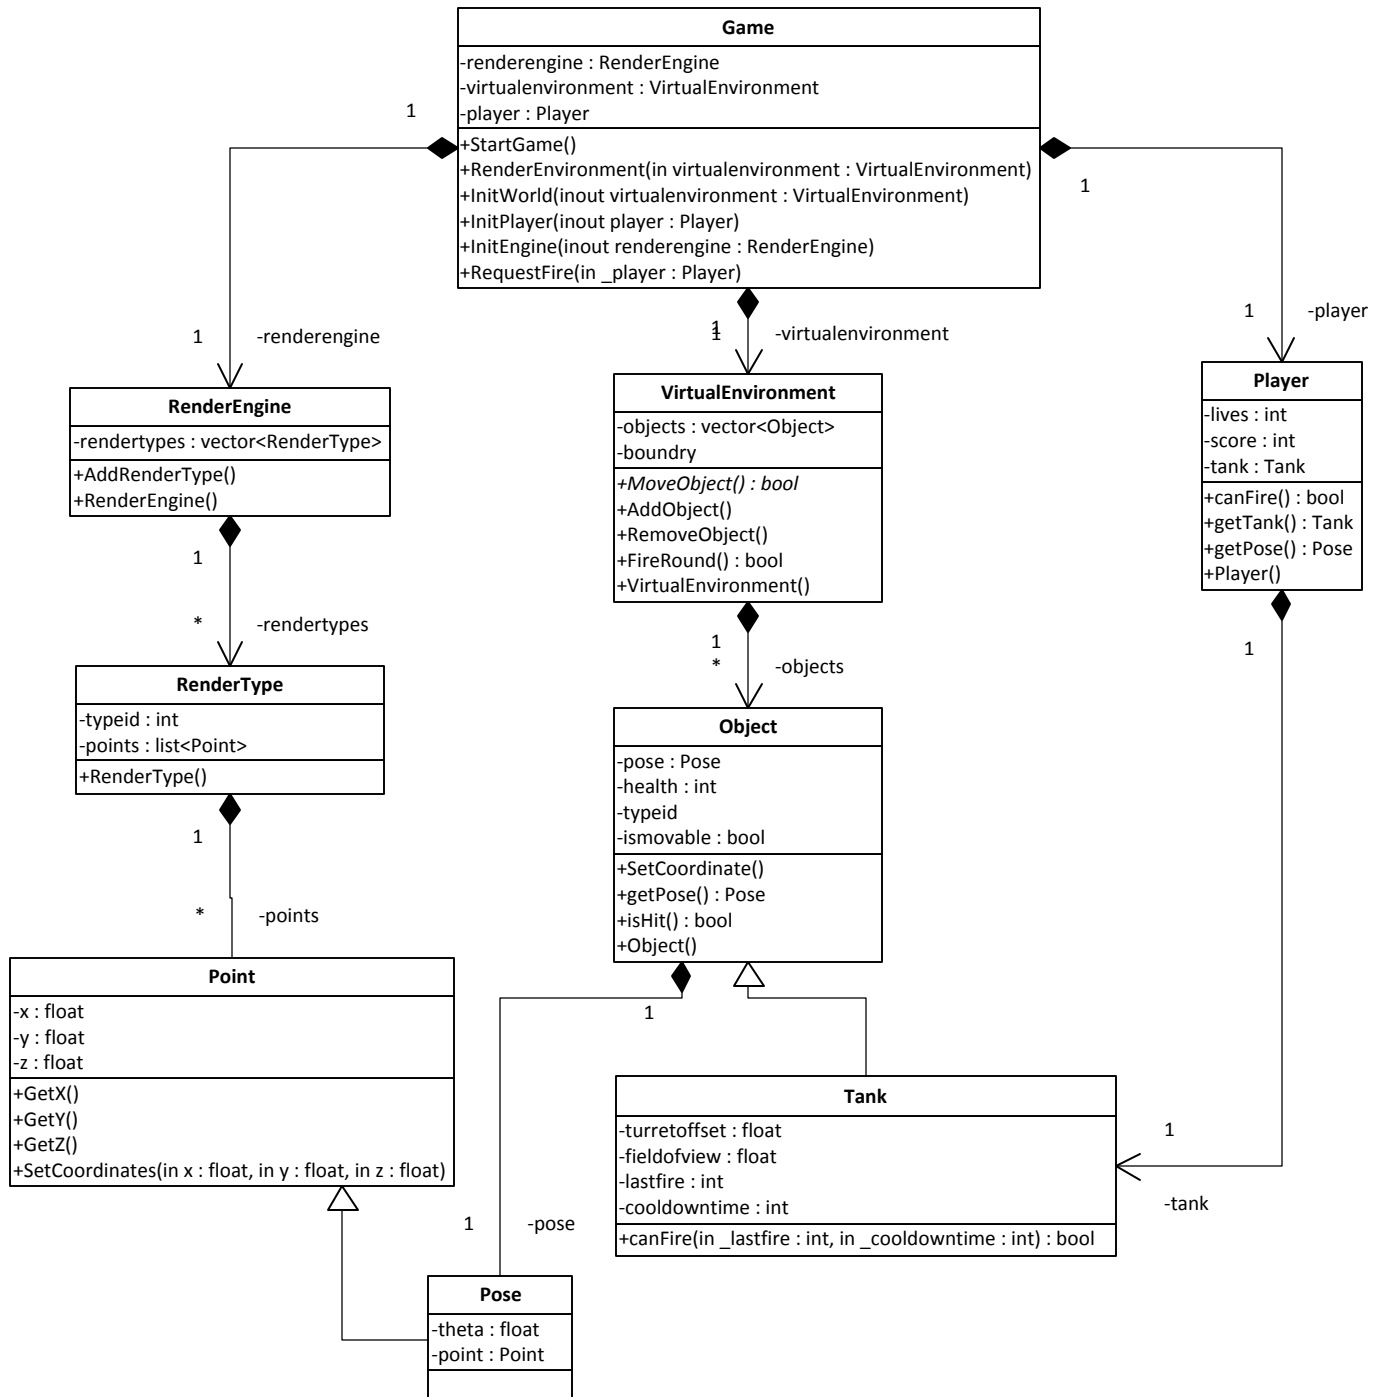 Game
-renderengine : RenderEngine
-virtualenvironment : VirtualEnvironment
-player : Player
+StartGame()
+RenderEnvironment(in virtualenvironment : VirtualEnvironment)
+InitWorld(inout virtualenvironment : VirtualEnvironment)
+InitPlayer(inout player : Player)
+InitEngine(inout renderengine : RenderEngine)
+RequestFire(in _player : Player)
1
1
1
1
1 -renderengine
-virtualenvironment
1 -player
RenderEngine
-rendertypes : vector<RenderType>
+AddRenderType()
+RenderEngine()
VirtualEnvironment
-objects : vector<Object>
-boundry
+MoveObject() : bool
+AddObject()
+RemoveObject()
+FireRound() : bool
+VirtualEnvironment()
Player
-lives : int
-score : int
-tank : Tank
+canFire() : bool
+getTank() : Tank
+getPose() : Pose
+Player()
1
* -rendertypes
1
* -objects
1
RenderType
-typeid : int
-points : list<Point>
+RenderType()
Object
-pose : Pose
-health : int
-typeid
-ismovable : bool
+SetCoordinate()
+getPose() : Pose
+isHit() : bool
+Object()
1
* -points
1
Point
-x : float
-y : float
-z : float
+GetX()
+GetY()
+GetZ()
+SetCoordinates(in x : float, in y : float, in z : float)
Tank
-turretoffset : float
-fieldofview : float
-lastfire : int
-cooldowntime : int
+canFire(in _lastfire : int, in _cooldowntime : int) : bool
1
-tank
1 -pose
Pose
-theta : float
-point : Point